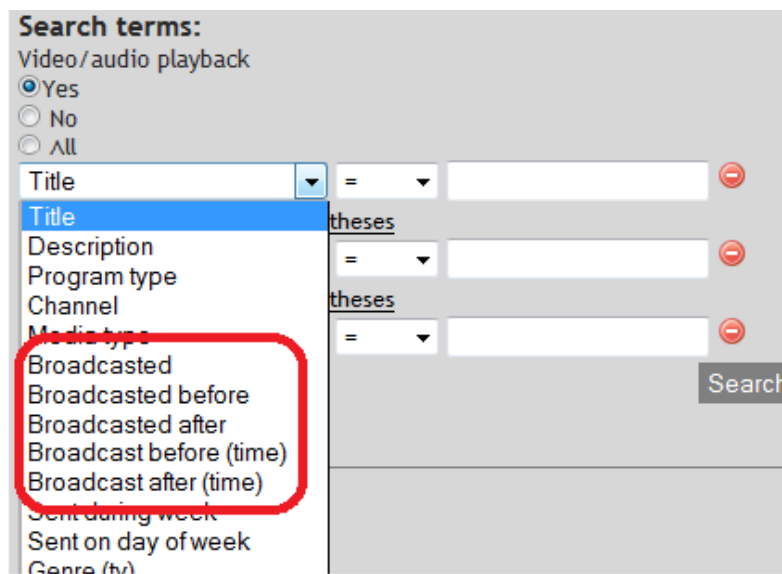 Search terms:
Video/audio playback
Yes
No
All
Title =
Title
theses
Description
=
Program type
Channel
theses
Media type
=
Broadcasted
Broadcasted before
Search
Broadcasted after
Broadcast before (time)
Broadcast after (time)
Sent during week
Sent on day of week
Genre (tv)